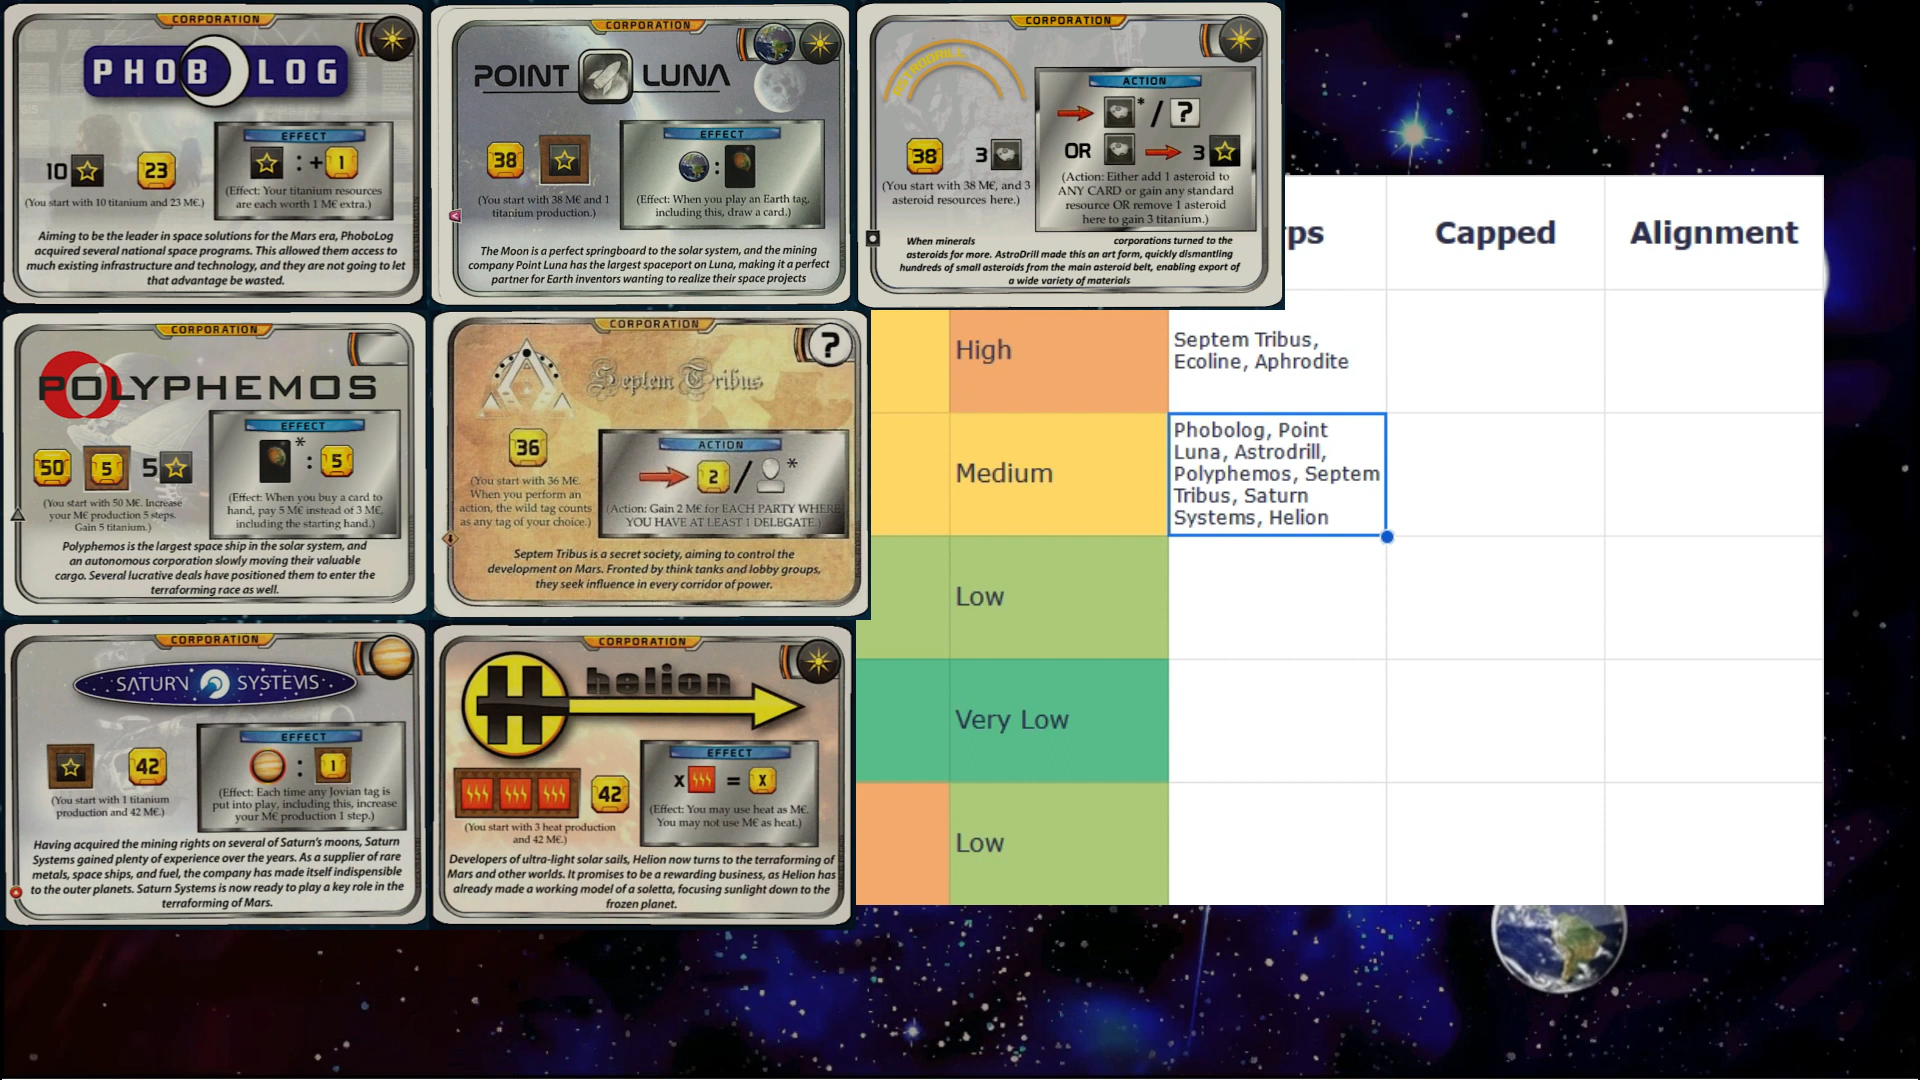 CORPORATION
PHOBOLOG
10 23
EFFECT
: + 1
(You start with 10 titanium and 23 M€.)
(Effect: Your titanium resources
are each worth 1 M€ extra.)
Aiming to be the leader in space solutions for the Mars era, PhoboLog
acquired several national space programs. This allowed them access to
much existing infrastructure and technology, and they are not going to let
that advantage be wasted.
CORPORATION
POINT LUNA
38
EFFECT
:
(You start with 38 M€ and 1
titanium production.)
(Effect: When you play an Earth tag,
including this, draw a card.)
The Moon is a perfect springboard to the solar system, and the mining
company Point Luna has the largest spaceport on Luna, making it a perfect
partner for Earth inventors wanting to realize their space projects
CORPORATION
ASTRODRILL
38 3
(You start with 38 M€, and 3
asteroid resources here.)
ACTION
* / ?
OR 3
(Action: Either add 1 asteroid to
ANY CARD or gain any standard
resource OR remove 1 asteroid
here to gain 3 titanium.)
When minerals corporations turned to the
asteroids for more. AstroDrill made this an art form, quickly dismantling
hundreds of small asteroids from the main asteroid belt, enabling export of
a wide variety of materials
CORPORATION
POLYPHEMOS
50 5 5
(You start with 50 M€. Increase
your M€ production 5 steps.
Gain 5 titanium.)
EFFECT
* : 5
(Effect: When you buy a card to
hand, pay 5 M€ instead of 3 M€,
including the starting hand.)
Polyphemos is the largest space ship in the solar system, and
an autonomous corporation slowly moving their valuable
cargo. Several lucrative deals have positioned them to enter the
terraforming race as well.
CORPORATION
?
Septem Tribus
36
(You start with 36 M€.
When you perform an
action, the wild tag counts
as any tag of your choice.)
ACTION
2 / *
(Action: Gain 2 M€ for EACH PARTY WHERE
YOU HAVE AT LEAST 1 DELEGATE.)
Septem Tribus is a secret society, aiming to control the
development on Mars. Fronted by think tanks and lobby groups,
they seek influence in every corridor of power.
CORPORATION
SATURN SYSTEMS
42
(You start with 1 titanium
production and 42 M€.)
EFFECT
: 1
(Effect: Each time any Jovian tag is
put into play, including this, increase
your M€ production 1 step.)
Having acquired the mining rights on several of Saturn's moons, Saturn
Systems gained plenty of experience over the years. As a supplier of rare
metals, space ships, and fuel, the company has made itself indispensible
to the outer planets. Saturn Systems is now ready to play a key role in the
terraforming of Mars.
CORPORATION
H helion
42
(You start with 3 heat production
and 42 M€.)
EFFECT
x = x
(Effect: You may use heat as M€.
You may not use M€ as heat.)
Developers of ultra-light solar sails, Helion now turns to the terraforming of
Mars and other worlds. It promises to be a rewarding business, as Helion has
already made a working model of a soletta, focusing sunlight down to the
frozen planet.
rps Capped Alignment
High
Septem Tribus,
Ecoline, Aphrodite
Medium
Phobolog, Point
Luna, Astrodrill,
Polyphemos, Septem
Tribus, Saturn
Systems, Helion
Low
Very Low
Low